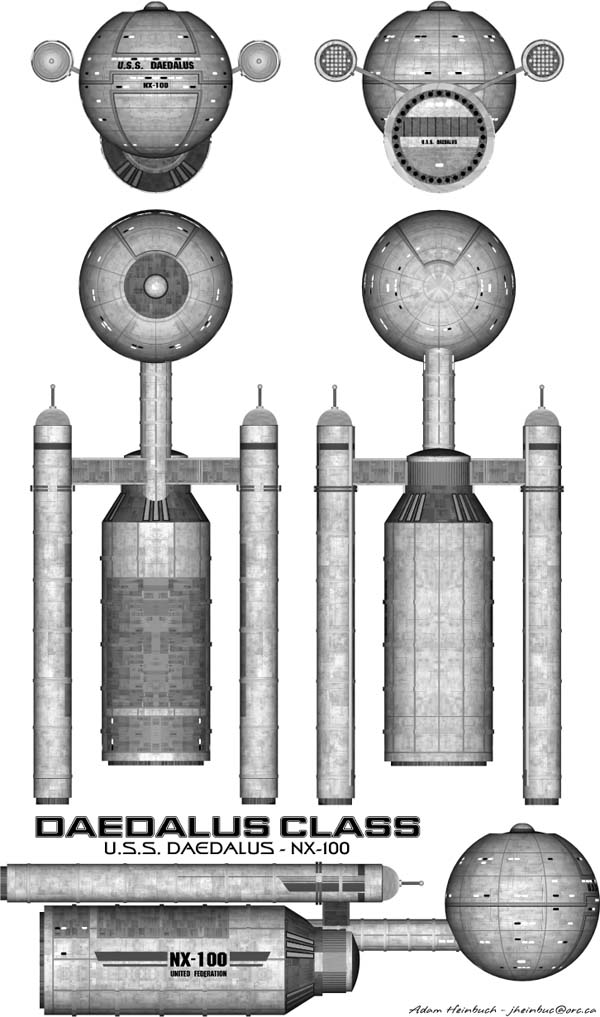 U.S.S. DAEDALUS
NX-100
U.S.S. DAEDALUS
DAEDALUS CLASS
U.S.S. DAEDALUS - NX-100
NX-100
UNITED FEDERATION
Adam Heinbuch - jheinbuc@orc.ca